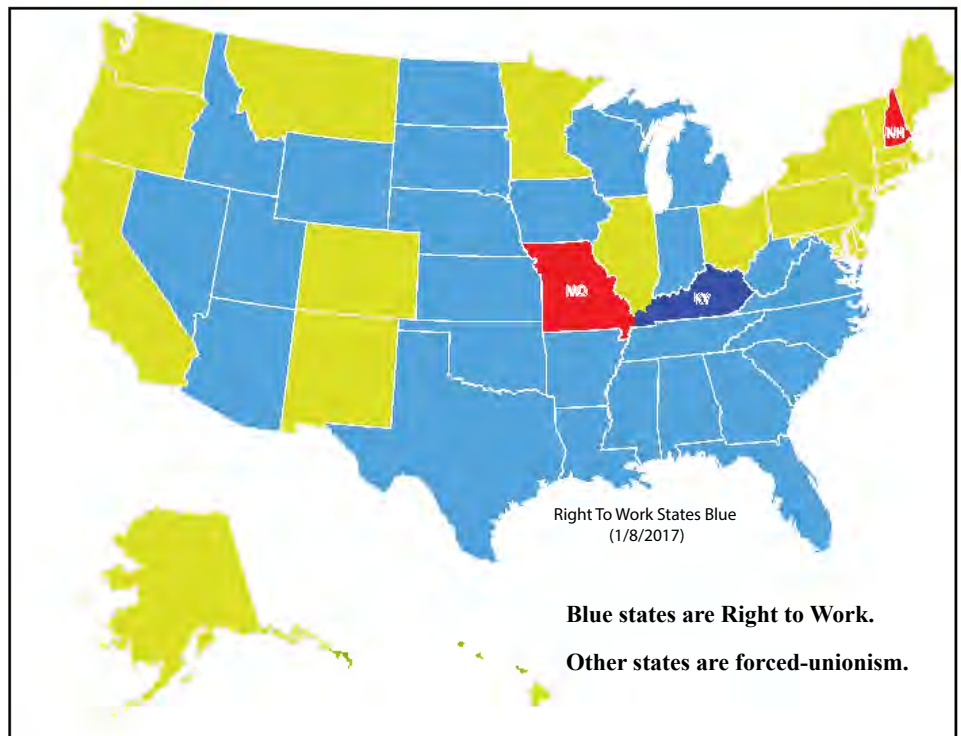 NH
MO
KY
Right To Work States Blue
(1/8/2017)
Blue states are Right to Work.
Other states are forced-unionism.